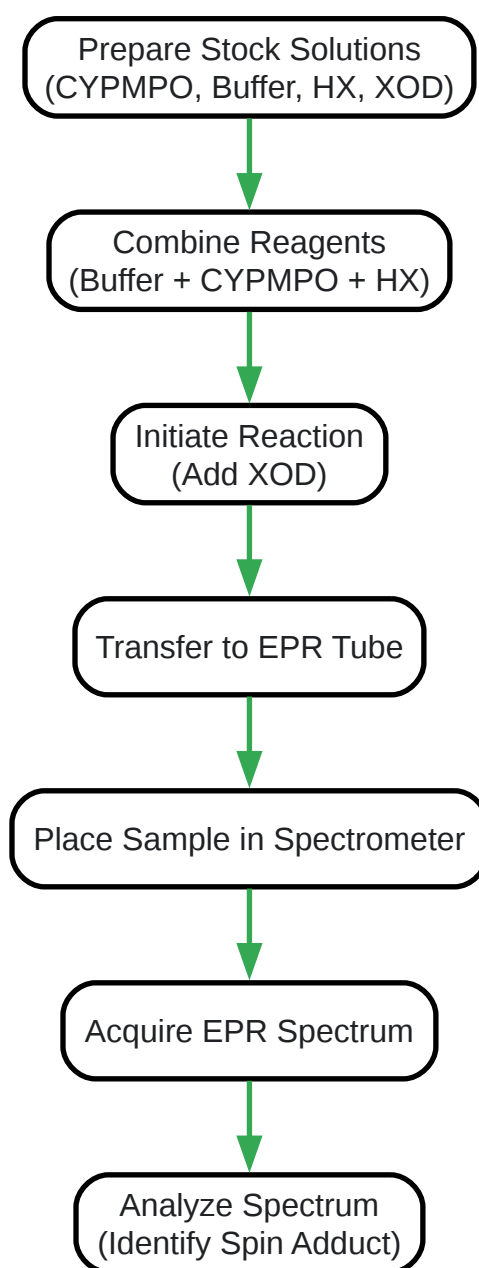 Prepare Stock Solutions
(CYPMPO, Buffer, HX, XOD)
Combine Reagents
(Buffer + CYPMPO + HX)
Initiate Reaction
(Add XOD)
Transfer to EPR Tube
Place Sample in Spectrometer
Acquire EPR Spectrum
Analyze Spectrum
(Identify Spin Adduct)